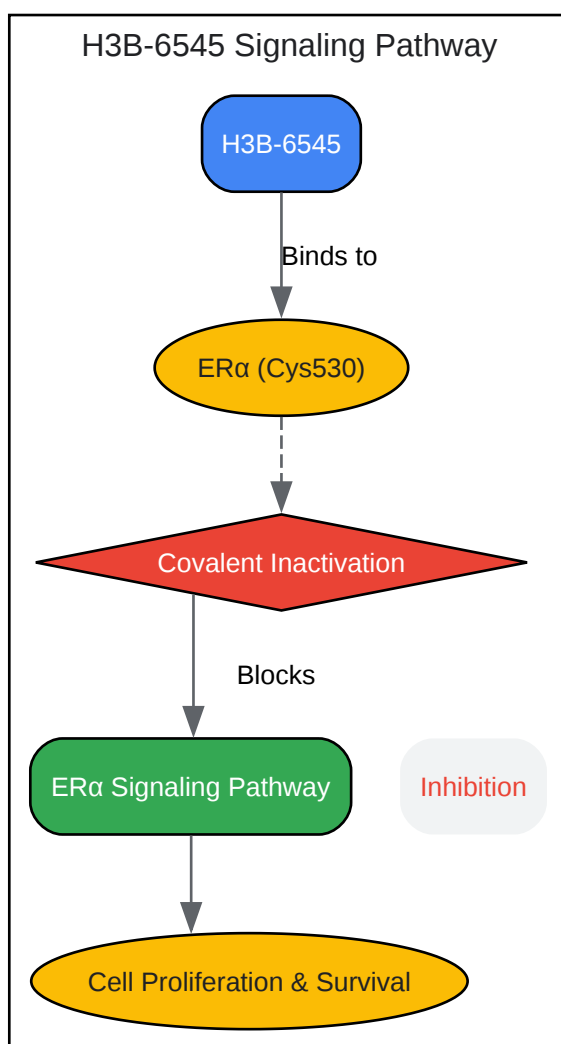 H3B-6545 Signaling Pathway
H3B-6545
Binds to
ERα (Cys530)
Covalent Inactivation
Blocks
ERα Signaling Pathway
Inhibition
Cell Proliferation & Survival